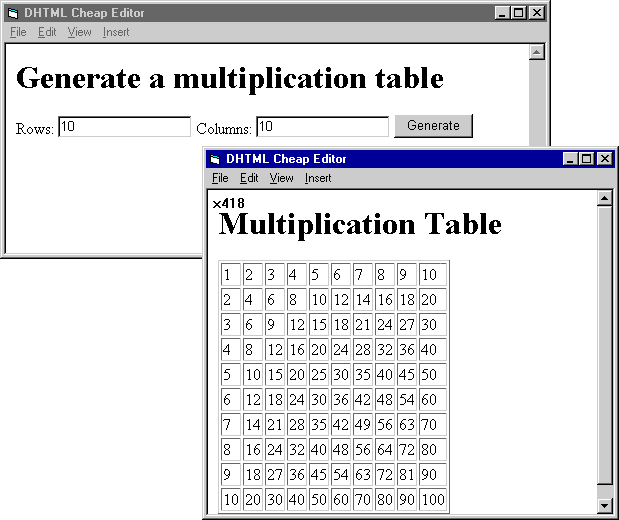 DHTML Cheap Editor
File Edit View Insert
Generate a multiplication table
Rows: 10 Columns: 10 Generate
DHTML Cheap Editor
File Edit View Insert
x418
Multiplication Table
1 2 3 4 5 6 7 8 9 10
2 4 6 8 10 12 14 16 18 20
3 6 9 12 15 18 21 24 27 30
4 8 12 16 20 24 28 32 36 40
5 10 15 20 25 30 35 40 45 50
6 12 18 24 30 36 42 48 54 60
7 14 21 28 35 42 49 56 63 70
8 16 24 32 40 48 56 64 72 80
9 18 27 36 45 54 63 72 81 90
10 20 30 40 50 60 70 80 90 100